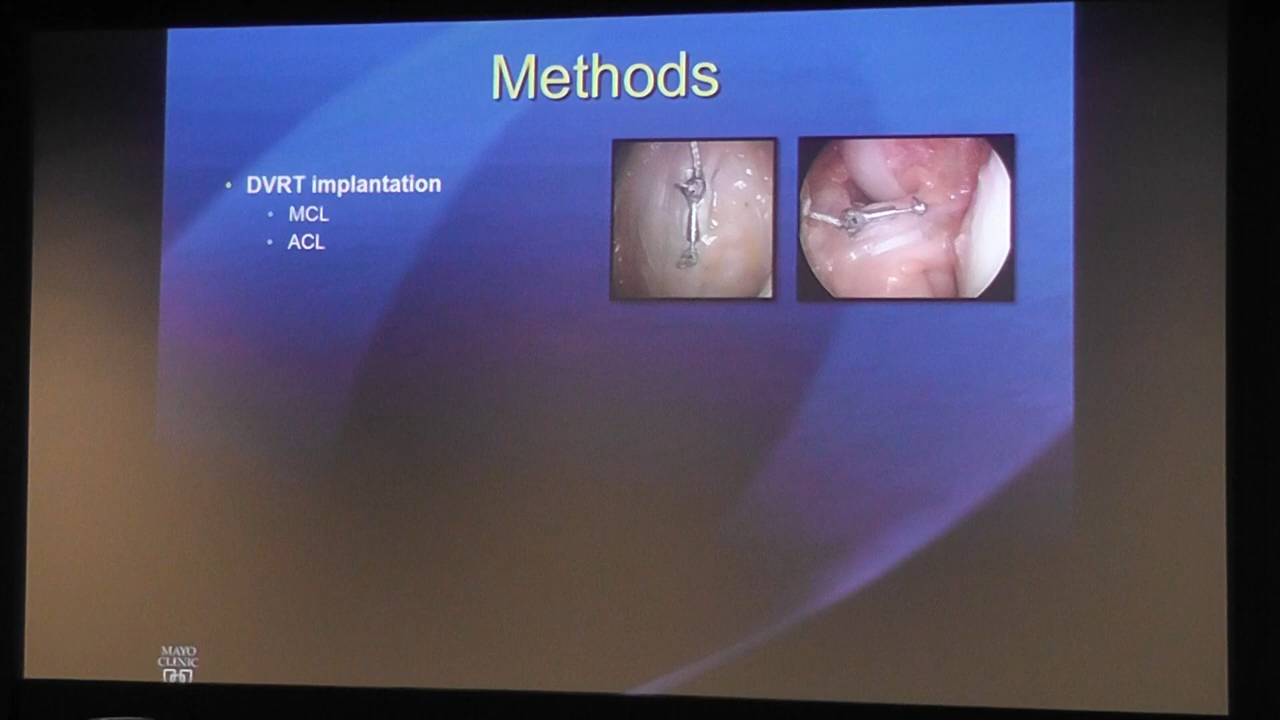 Methods
• DVRT implantation
• MCL
• ACL
MAYO
CLINIC